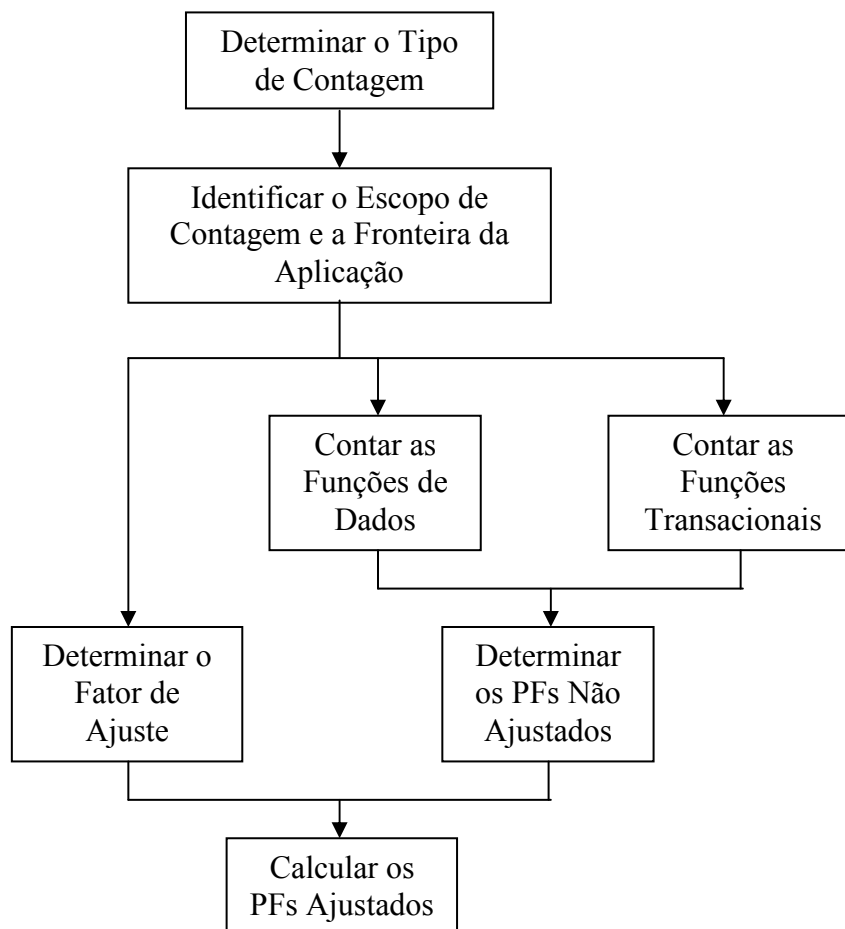 Determinar o Tipo
de Contagem
Identificar o Escopo de
Contagem e a Fronteira da
Aplicação
Contar as
Funções de
Dados
Contar as
Funções
Transacionais
Determinar o
Fator de
Ajuste
Determinar
os PFs Não
Ajustados
Calcular os
PFs Ajustados